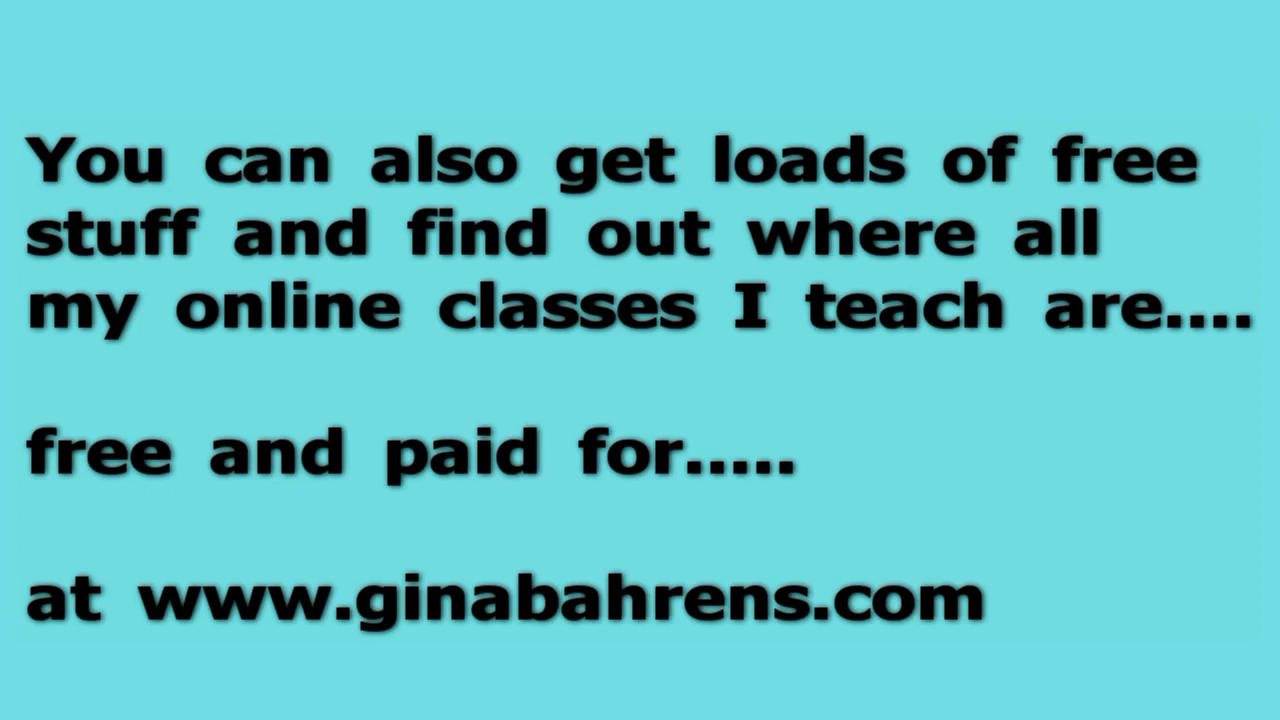 You can also get loads of free
stuff and find out where all
my online classes I teach are....
free and paid for.....
at www.ginabahrens.com